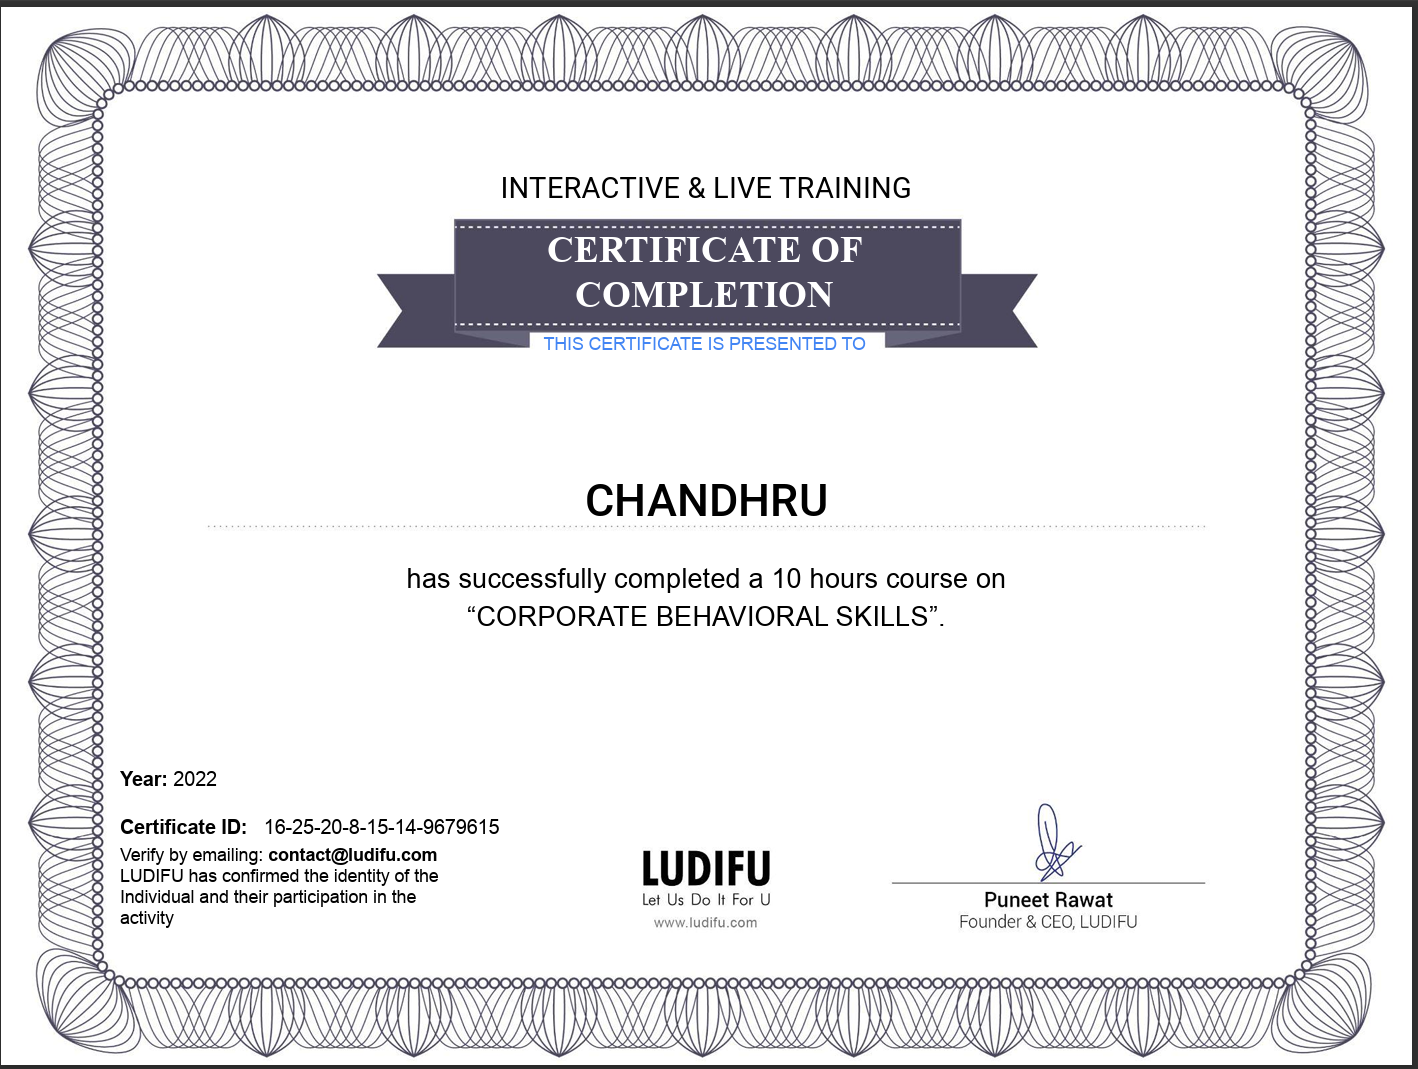 INTERACTIVE & LIVE TRAINING
CERTIFICATE OF
COMPLETION
THIS CERTIFICATE IS PRESENTED TO
CHANDHRU
has successfully completed a 10 hours course on
“CORPORATE BEHAVIORAL SKILLS”.
Year: 2022
Certificate ID: 16-25-20-8-15-14-9679615
Verify by emailing: contact@ludifu.com
LUDIFU has confirmed the identity of the
Individual and their participation in the
activity
LUDIFU
Let Us Do It For U
www.ludifu.com
Puneet Rawat
Founder & CEO, LUDIFU